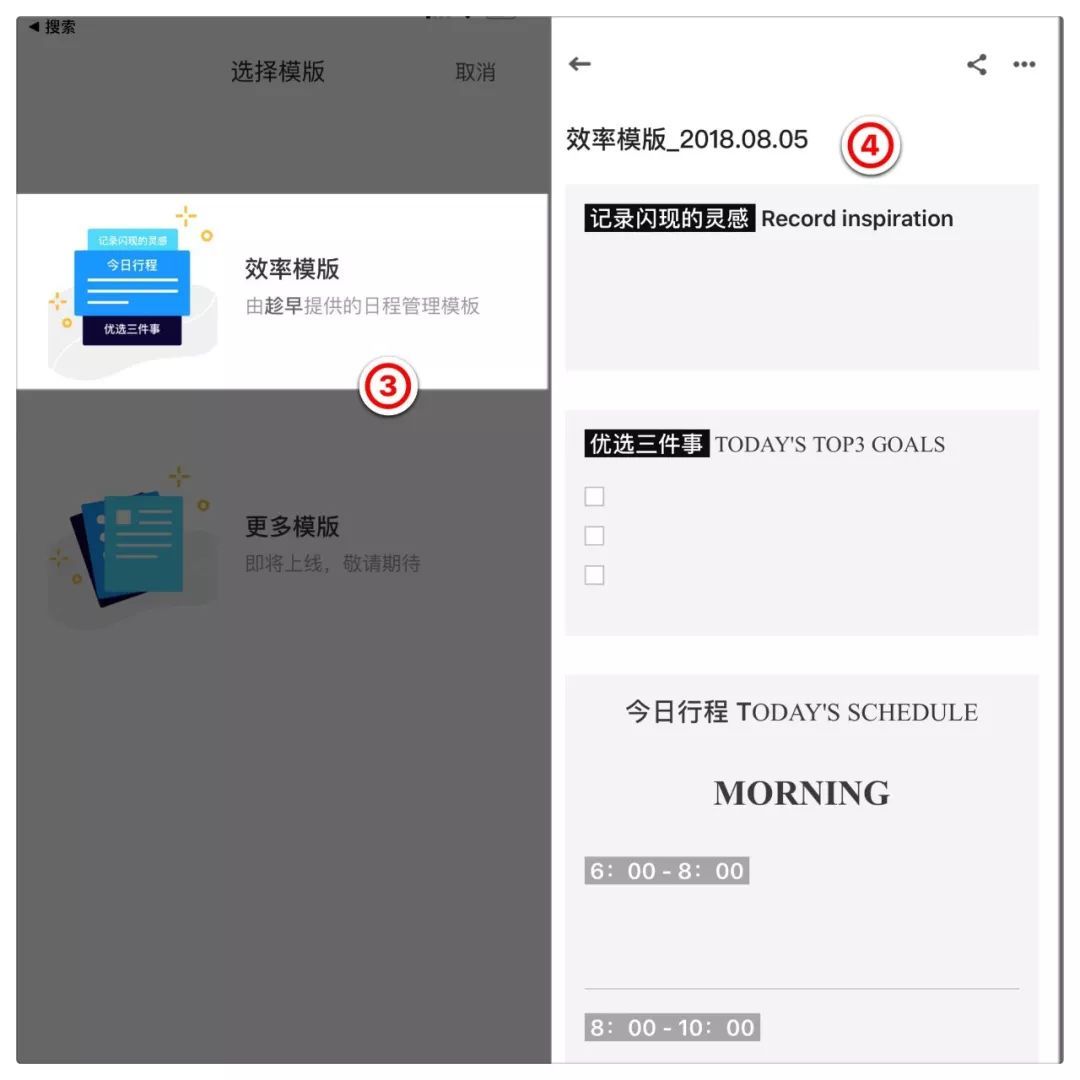 ◀ 搜索
选择模版
取消
记录闪现的灵感
今日行程
优选三件事
效率模版
由趁早提供的日程管理模板
3
更多模版
即将上线，敬请期待
效率模版_2018.08.05
4
记录闪现的灵感 Record inspiration
优选三件事 TODAY'S TOP3 GOALS
今日行程 TODAY'S SCHEDULE
MORNING
6：00 - 8：00
8：00 - 10：00